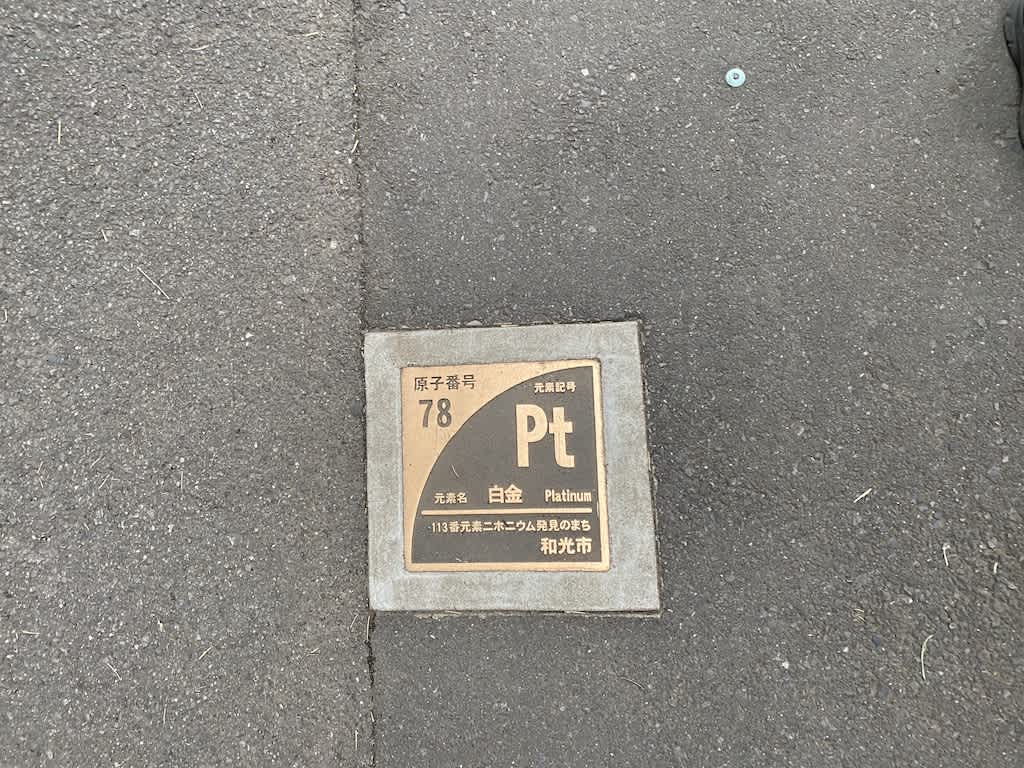 原子番号
78
元素記号
Pt
元素名 白金 Platinum
113番元素ニホニウム発見のまち
和光市